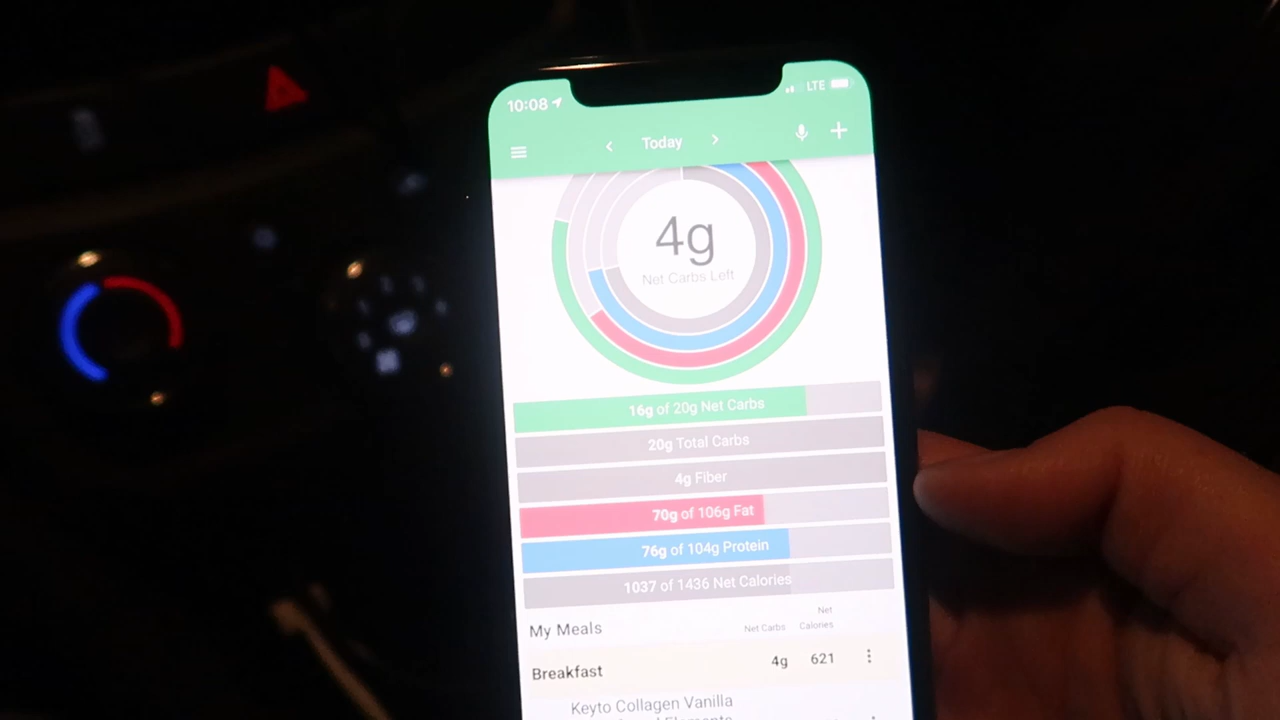 10:08 LTE
Today
4g
Net Carbs Left
16g of 20g Net Carbs
20g Total Carbs
4g Fiber
70g of 106g Fat
76g of 104g Protein
1037 of 1436 Net Calories
My Meals Net Carbs Net Calories
Breakfast 4g 621
Keyto Collagen Vanilla